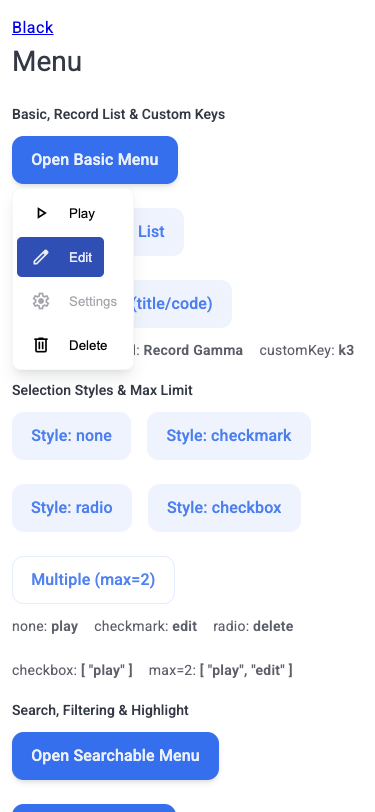 Black
Menu
Basic, Record List & Custom Keys
Open Basic Menu
Play
List
Edit
Settings
(title/code)
Delete
: Record Gamma customKey: k3
Selection Styles & Max Limit
Style: none Style: checkmark
Style: radio Style: checkbox
Multiple (max=2)
none: play checkmark: edit radio: delete
checkbox: [ "play" ] max=2: [ "play", "edit" ]
Search, Filtering & Highlight
Open Searchable Menu